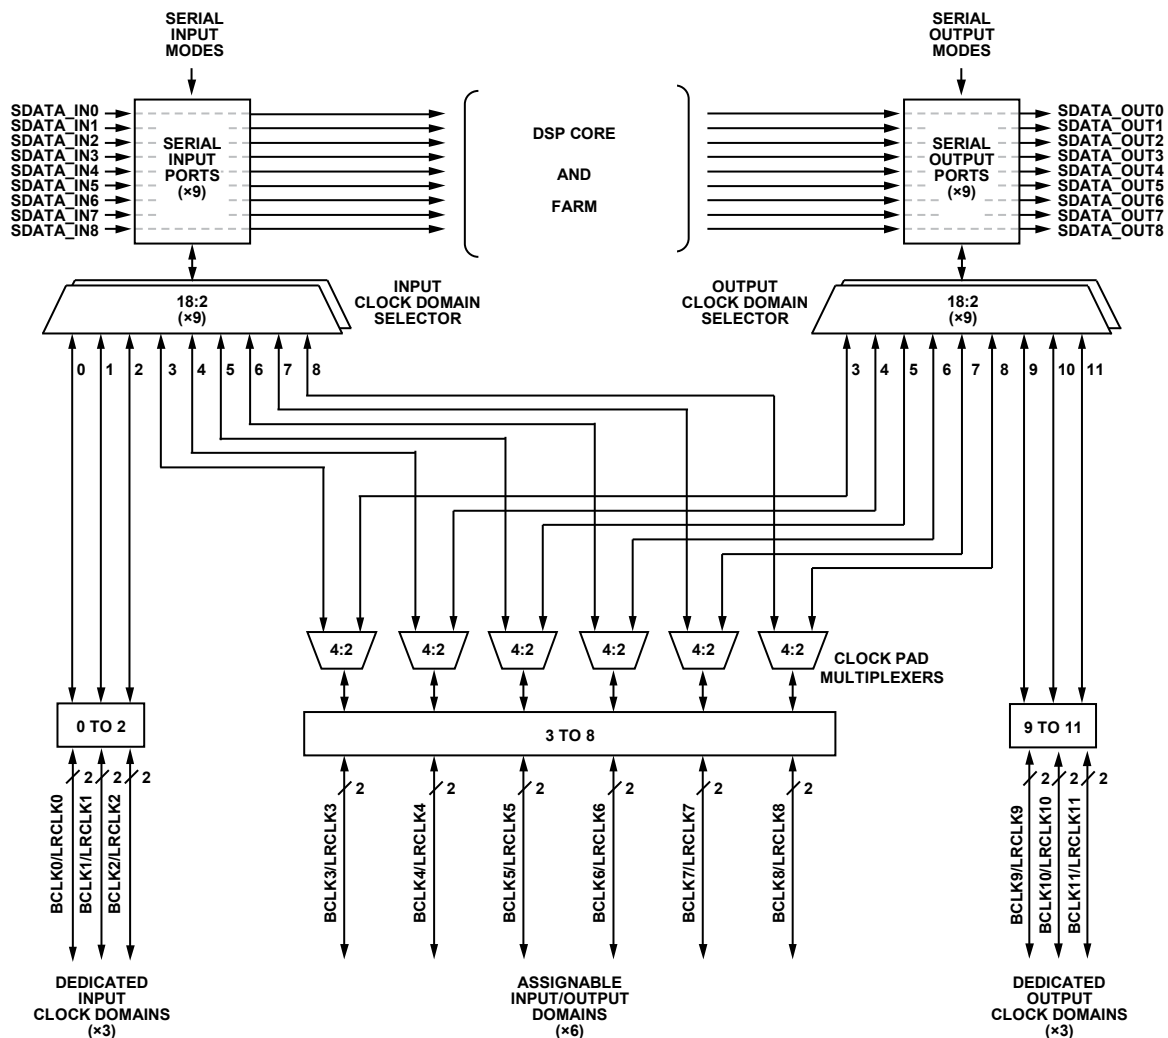 SERIAL
INPUT
MODES
SERIAL
OUTPUT
MODES
SDATA_IN0
SDATA_IN1
SDATA_IN2
SDATA_IN3
SDATA_IN4
SDATA_IN5
SDATA_IN6
SDATA_IN7
SDATA_IN8
SERIAL
INPUT
PORTS
(×9)
DSP CORE
AND
FARM
SERIAL
OUTPUT
PORTS
(×9)
SDATA_OUT0
SDATA_OUT1
SDATA_OUT2
SDATA_OUT3
SDATA_OUT4
SDATA_OUT5
SDATA_OUT6
SDATA_OUT7
SDATA_OUT8
18:2
(×9)
INPUT
CLOCK DOMAIN
SELECTOR
OUTPUT
CLOCK DOMAIN
SELECTOR
18:2
(×9)
0 1 2 3 4 5 6 7 8
3 4 5 6 7 8 9 10 11
4:2 4:2 4:2 4:2 4:2 4:2
CLOCK PAD
MULTIPLEXERS
0 TO 2
3 TO 8
9 TO 11
2 2 2
2 2 2 2 2 2
2 2 2
BCLK0/LRCLK0
BCLK1/LRCLK1
BCLK2/LRCLK2
BCLK3/LRCLK3
BCLK4/LRCLK4
BCLK5/LRCLK5
BCLK6/LRCLK6
BCLK7/LRCLK7
BCLK8/LRCLK8
BCLK9/LRCLK9
BCLK10/LRCLK10
BCLK11/LRCLK11
DEDICATED
INPUT
CLOCK DOMAINS
(×3)
ASSIGNABLE
INPUT/OUTPUT
DOMAINS
(×6)
DEDICATED
OUTPUT
CLOCK DOMAINS
(×3)